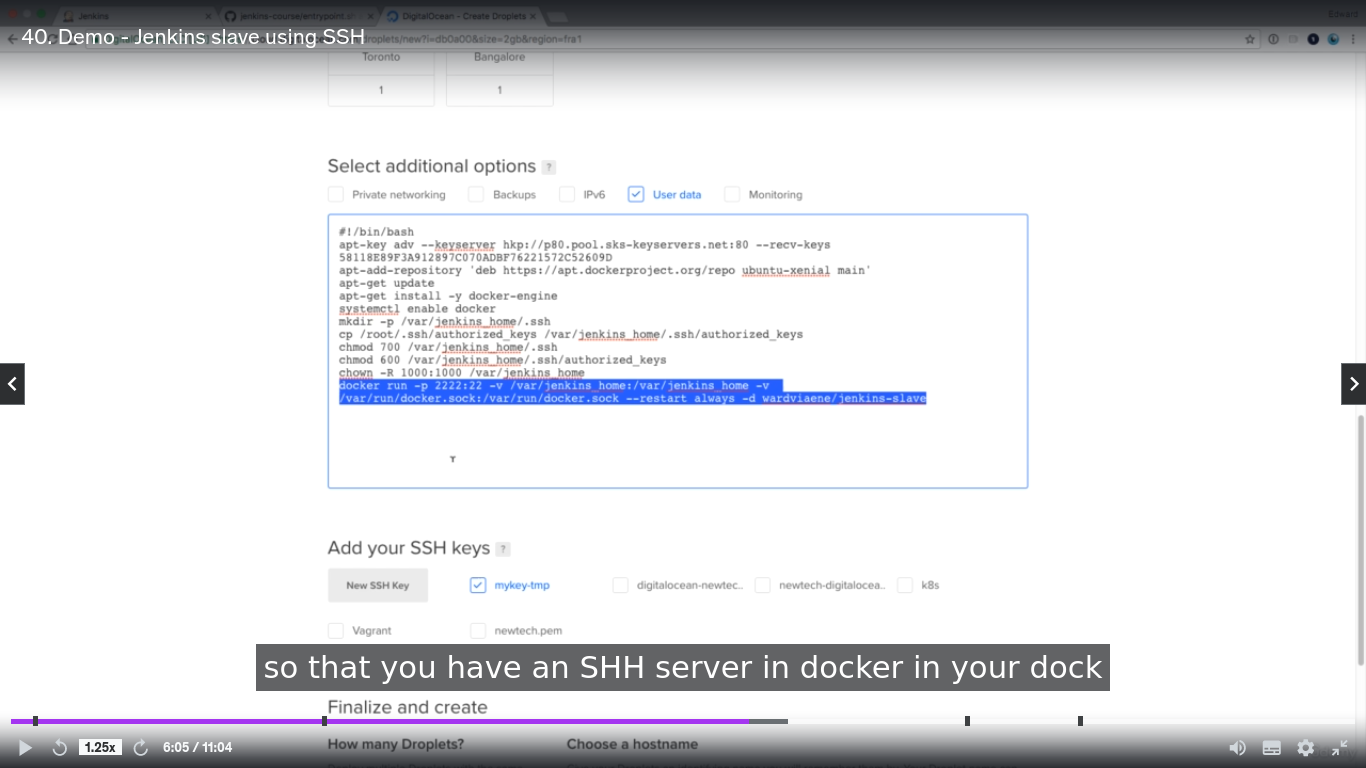 Jenkins
jenkins-course/entrypoint.sh
DigitalOcean - Create Droplets
Edward
40. Demo - Jenkins slave using SSH
droplets/new?i=db0a00&size=2gb&region=fra1
Toronto
Bangalore
1
1
Select additional options ?
Private networking
Backups
IPv6
User data
Monitoring
#!/bin/bash
apt-key adv --keyserver hkp://p80.pool.sks-keyservers.net:80 --recv-keys
58118E89F3A912897C070ADBF76221572C52609D
apt-add-repository 'deb https://apt.dockerproject.org/repo ubuntu-xenial main'
apt-get update
apt-get install -y docker-engine
systemctl enable docker
mkdir -p /var/jenkins_home/.ssh
cp /root/.ssh/authorized_keys /var/jenkins_home/.ssh/authorized_keys
chmod 700 /var/jenkins_home/.ssh
chmod 600 /var/jenkins_home/.ssh/authorized_keys
chown -R 1000:1000 /var/jenkins_home
docker run -p 2222:22 -v /var/jenkins_home:/var/jenkins_home -v
/var/run/docker.sock:/var/run/docker.sock --restart always -d wardviaene/jenkins-slave
Add your SSH keys ?
New SSH Key
mykey-tmp
digitalocean-newtec..
newtech-digitalocea..
k8s
Vagrant
newtech.pem
so that you have an SHH server in docker in your dock
Finalize and create
1.25x
6:05 / 11:04
How many Droplets?
Choose a hostname